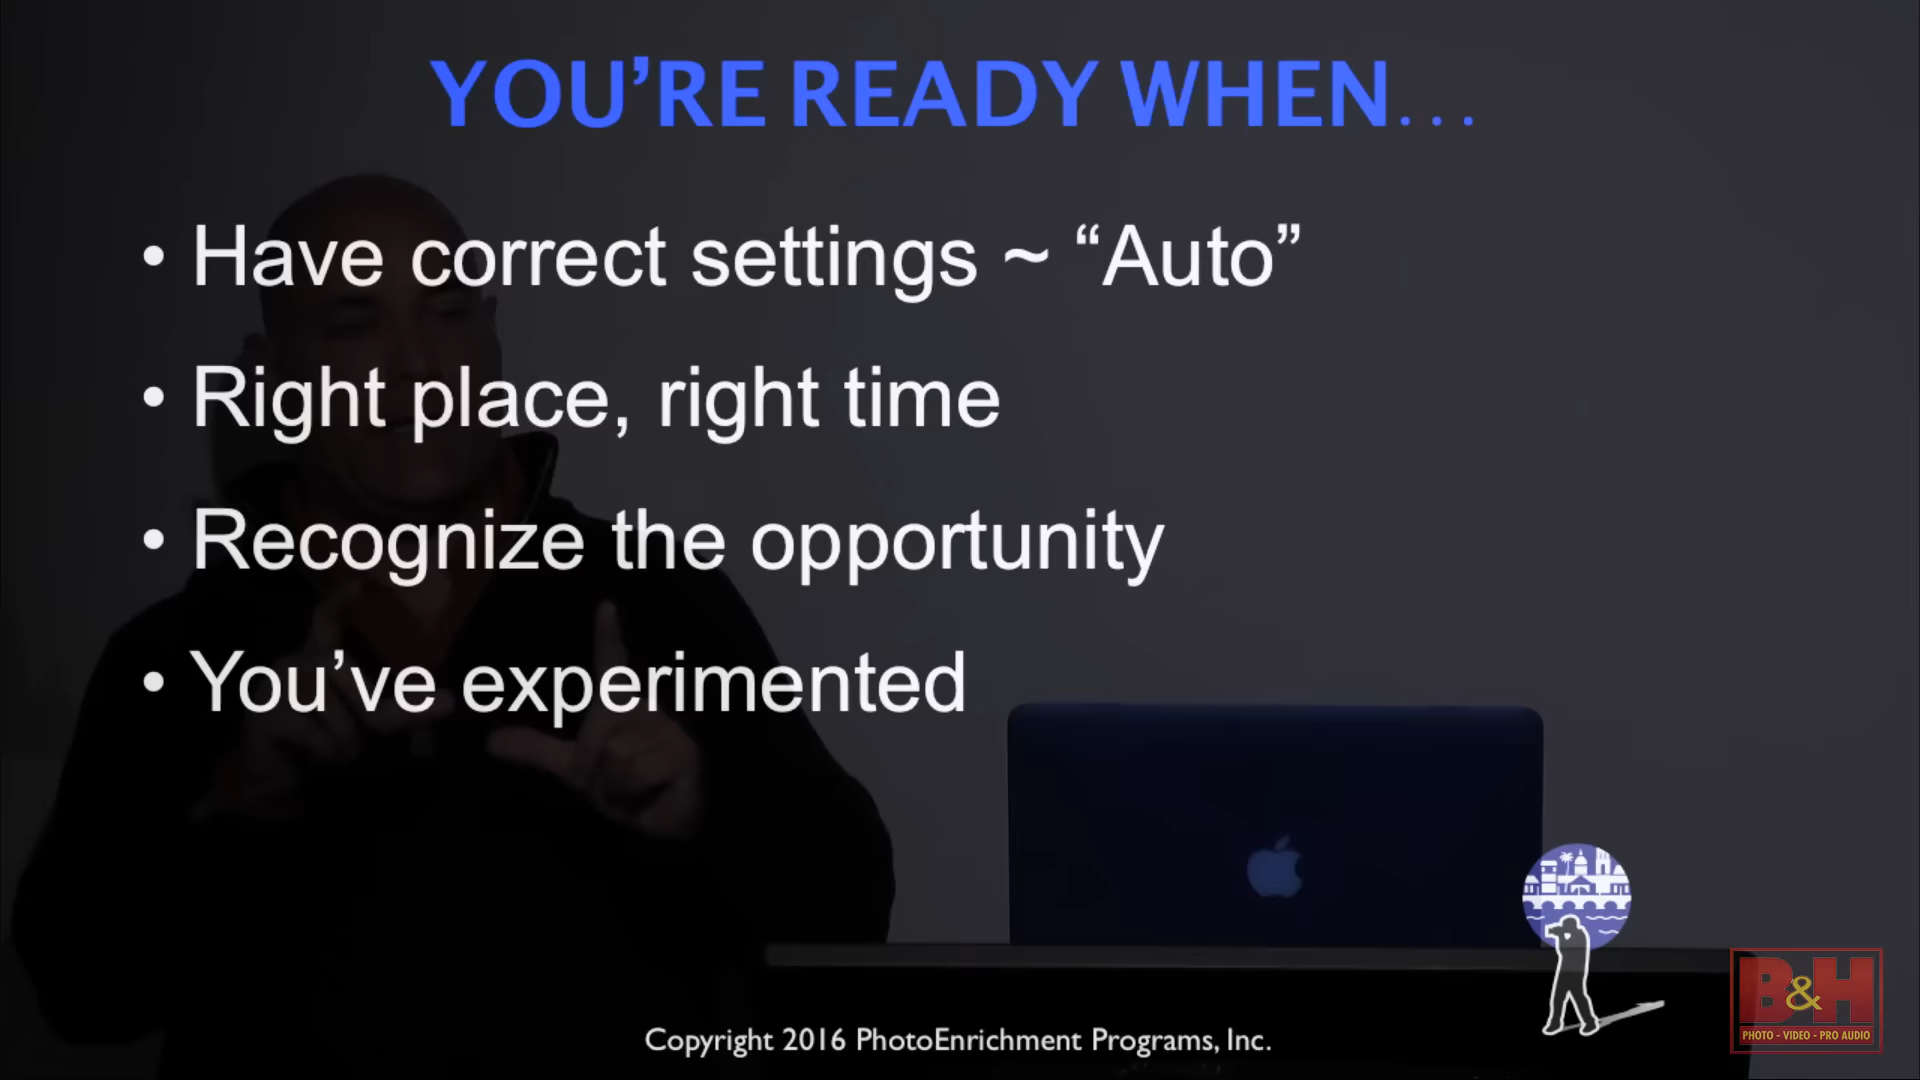 YOU’RE READY WHEN...
• Have correct settings ~ “Auto”
• Right place, right time
• Recognize the opportunity
• You’ve experimented
Copyright 2016 PhotoEnrichment Programs, Inc.
B&H
PHOTO - VIDEO - PRO AUDIO